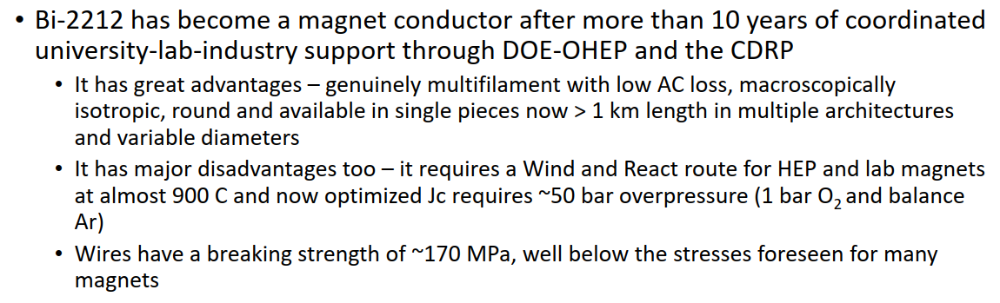 • Bi-2212 has become a magnet conductor after more than 10 years of coordinated
university-lab-industry support through DOE-OHEP and the CDRP
• It has great advantages – genuinely multifilament with low AC loss, macroscopically
isotropic, round and available in single pieces now > 1 km length in multiple architectures
and variable diameters
• It has major disadvantages too – it requires a Wind and React route for HEP and lab magnets
at almost 900 C and now optimized Jc requires ~50 bar overpressure (1 bar O₂ and balance
Ar)
• Wires have a breaking strength of ~170 MPa, well below the stresses foreseen for many
magnets